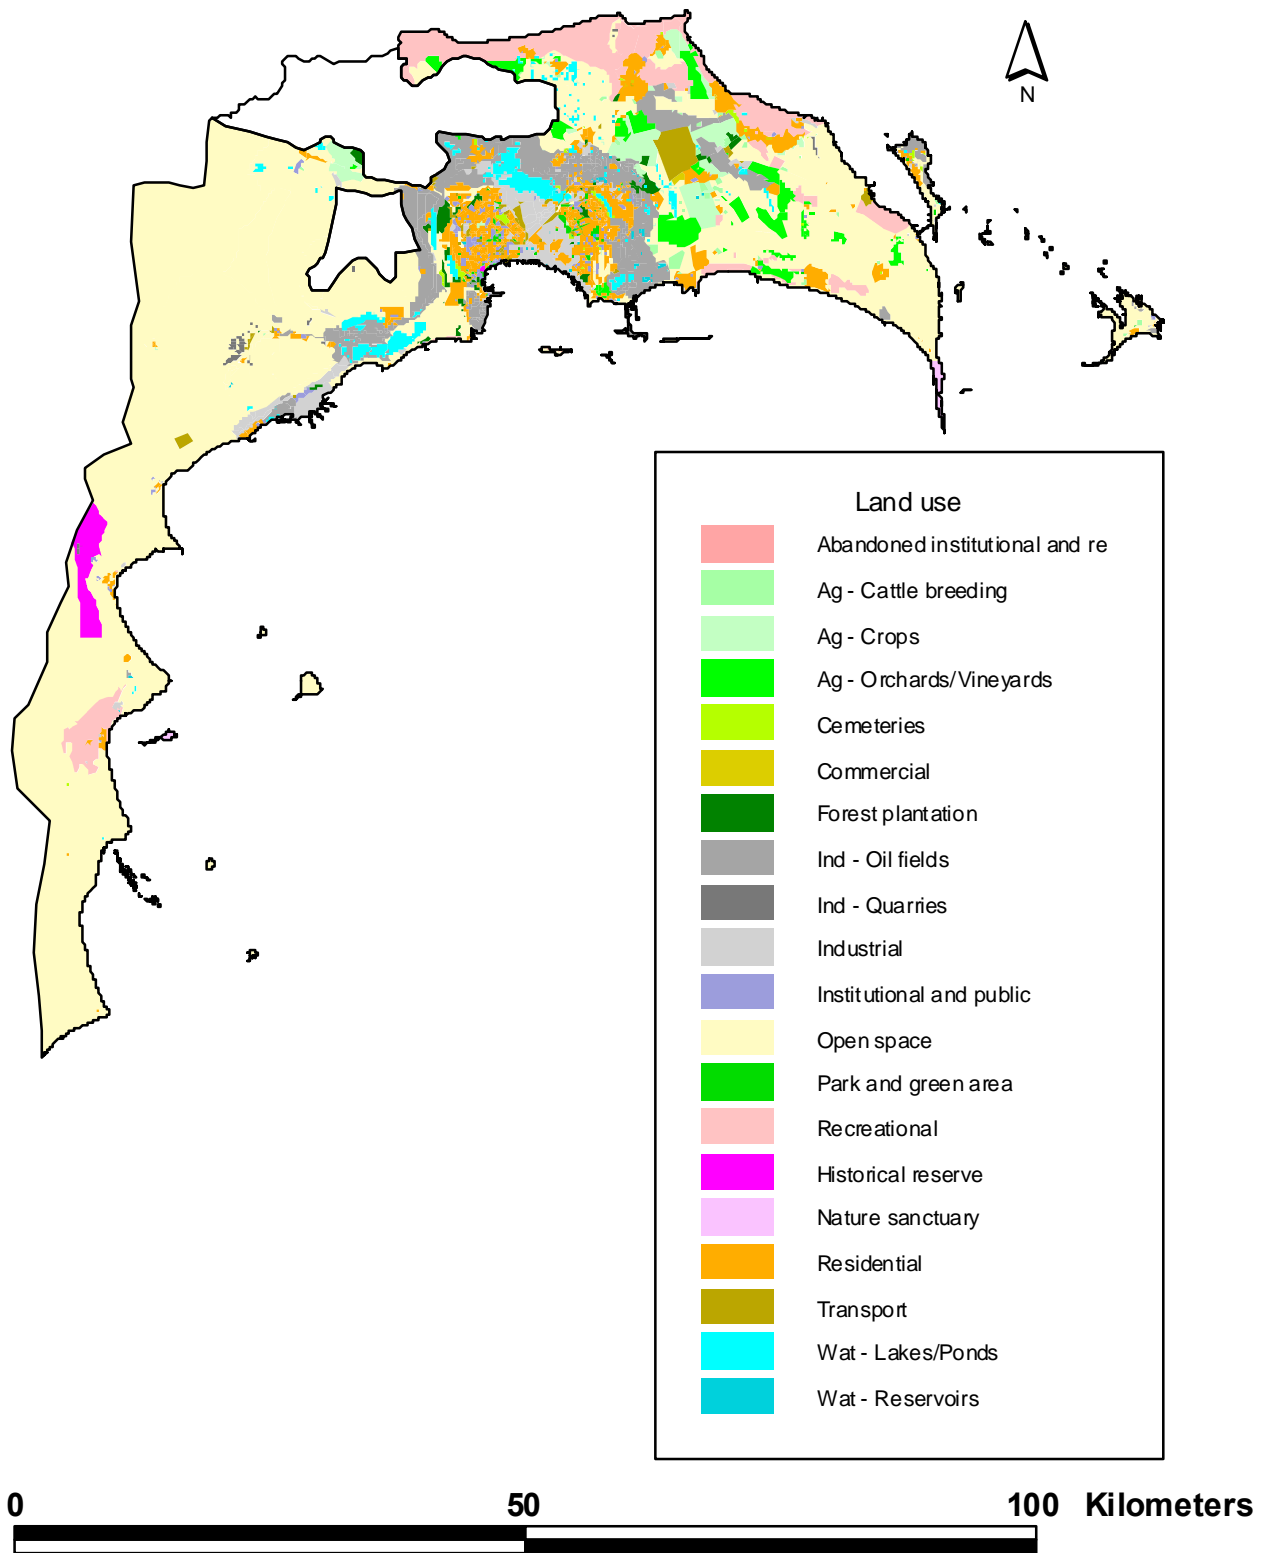 N
Land use
Abandoned institutional and re
Ag - Cattle breeding
Ag - Crops
Ag - Orchards/Vineyards
Cemeteries
Commercial
Forest plantation
Ind - Oil fields
Ind - Quarries
Industrial
Institutional and public
Open space
Park and green area
Recreational
Historical reserve
Nature sanctuary
Residential
Transport
Wat - Lakes/Ponds
Wat - Reservoirs
0 50 100 Kilometers